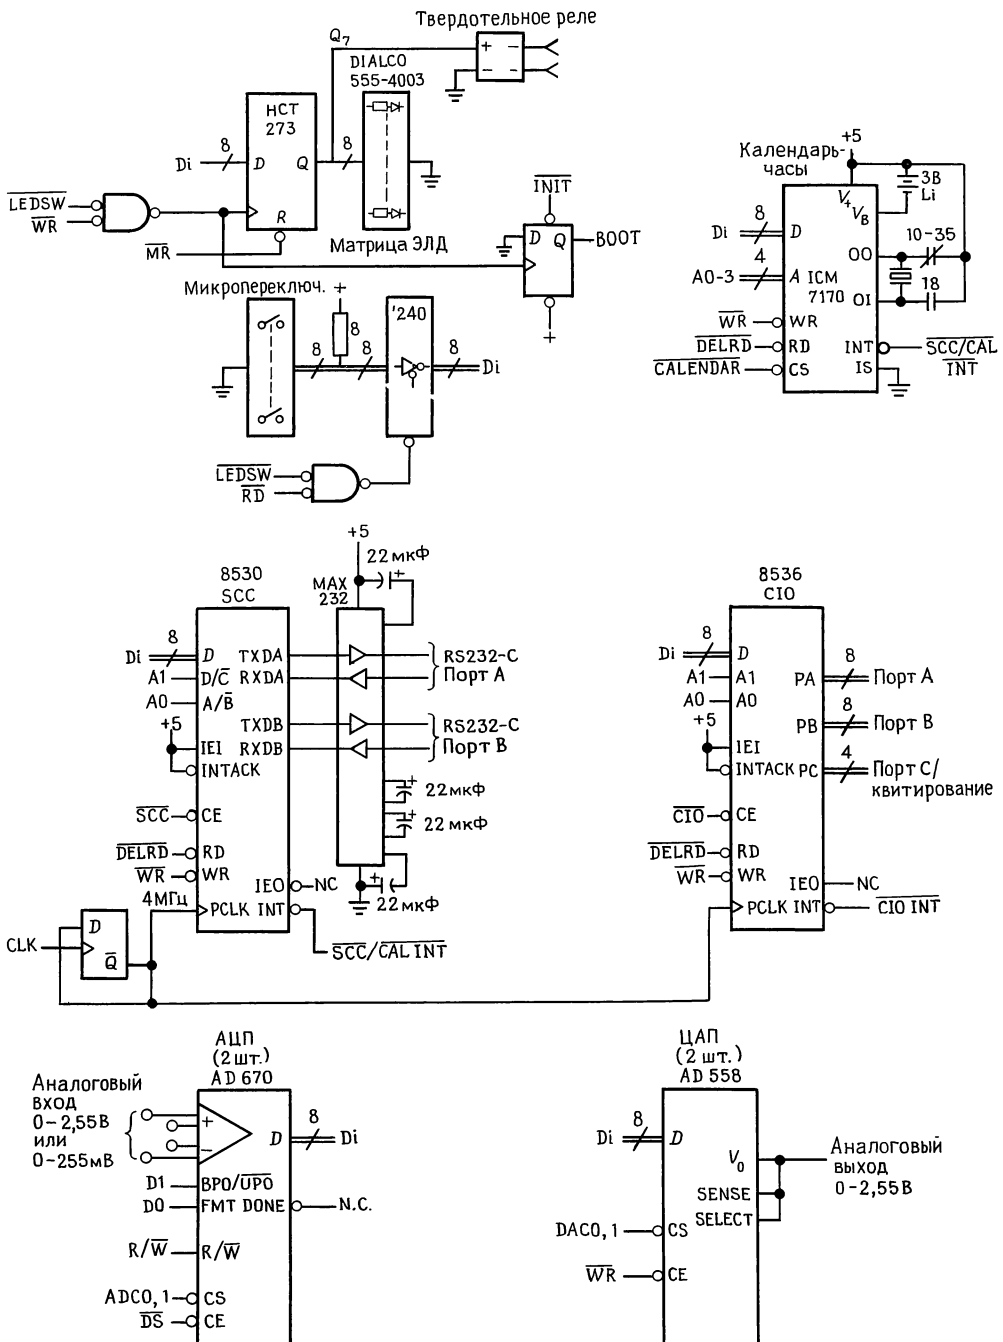 Твердотельное реле
Q7
+ −
− −
DIALCO
555-4003
HCT
273
8
Di
D
Q
8
R
LEDSW
WR
MR
Матрица ЭЛД
INIT
D Q
BOOT
+
Календарь-
часы
+5
V+
VB
3В
Li
8
Di
D
4
A0-3
A
ICM
7170
OO
10-35
OI
18
WR
WR
DELRD
RD
CALENDAR
CS
INT
SCC/CAL
INT
IS
Микропереключ.
+
8
8
8
'240
8
Di
LEDSW
RD
+5
22 мкФ
+
8530
SCC
MAX
232
8
Di
D
TXDA
RS232-C
A1
D/C̅
RXDA
Порт A
A0
A/B̅
+5
TXDB
RS232-C
IEI
RXDB
Порт B
INTACK
+
22 мкФ
SCC
CE
+
22 мкФ
DELRD
RD
WR
WR
IEO
NC
+
22 мкФ
4МГц
PCLK
INT
SCC/CAL INT
D
CLK
Q̅
8536
CIO
8
Di
D
A1
A1
PA
8
Порт A
A0
A0
+5
PB
8
Порт B
IEI
INTACK
PC
4
Порт C/
квитирование
CIO
CE
DELRD
RD
WR
WR
IEO
NC
PCLK
INT
CIO INT
АЦП
(2 шт.)
AD 670
Аналоговый
вход
0-2,55В
или
0-255мВ
+
−
D
8
Di
D1
BPO/UPO
D0
FMT
DONE
N.C.
R/W̅
R/W̅
ADC0,1
CS
DS
CE
ЦАП
(2 шт.)
AD 558
8
Di
D
V0
Аналоговый
выход
0-2,55В
SENSE
SELECT
DAC0,1
CS
WR
CE